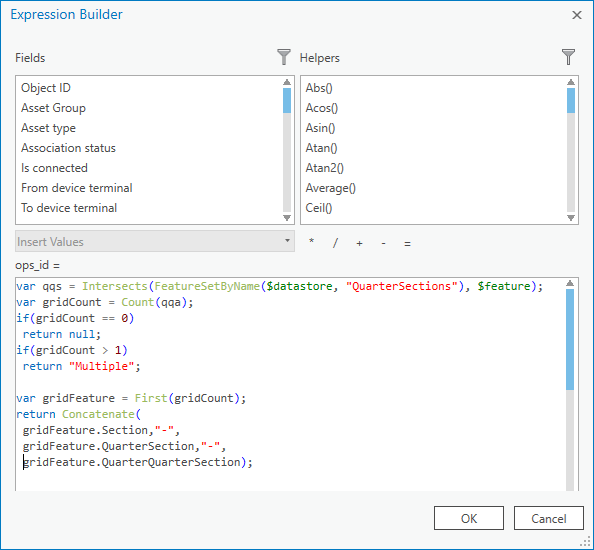 Expression Builder
Fields
Helpers
Object ID
Asset Group
Asset type
Association status
Is connected
From device terminal
To device terminal
Abs()
Acos()
Asin()
Atan()
Atan2()
Average()
Ceil()
Insert Values
* / + - =
ops_id =
var qqs = Intersects(FeatureSetByName($datastore, "QuarterSections"), $feature);
var gridCount = Count(qqa);
if(gridCount == 0)
 return null;
if(gridCount > 1)
 return "Multiple";
var gridFeature = First(gridCount);
return Concatenate(
 gridFeature.Section,"-",
 gridFeature.QuarterSection,"-",
 gridFeature.QuarterQuarterSection);
OK
Cancel